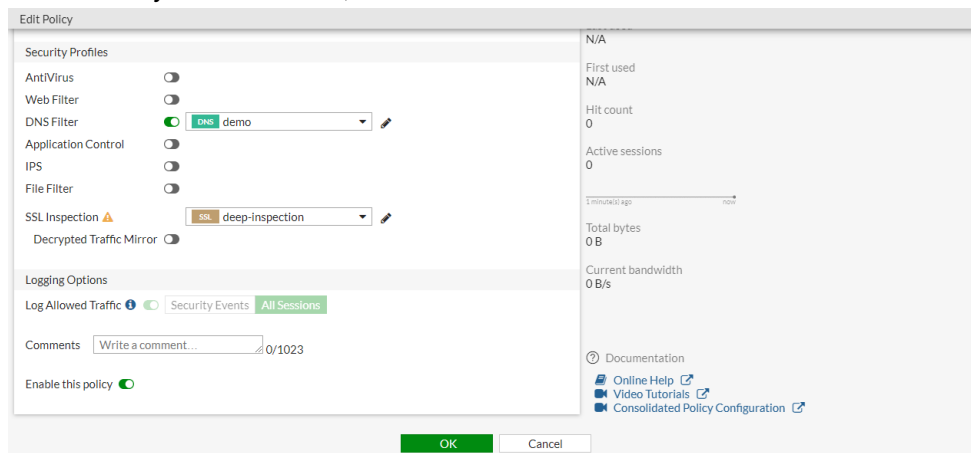 Edit Policy
N/A
Security Profiles
First used
AntiVirus
N/A
Web Filter
Hit count
DNS Filter DNS demo
0
Application Control
Active sessions
IPS
0
File Filter
1 minute(s) ago now
SSL Inspection SSL deep-inspection
Total bytes
Decrypted Traffic Mirror
0 B
Current bandwidth
Logging Options
0 B/s
Log Allowed Traffic Security Events All Sessions
Comments Write a comment... 0/1023
Documentation
Enable this policy
Online Help
Video Tutorials
Consolidated Policy Configuration
OK Cancel